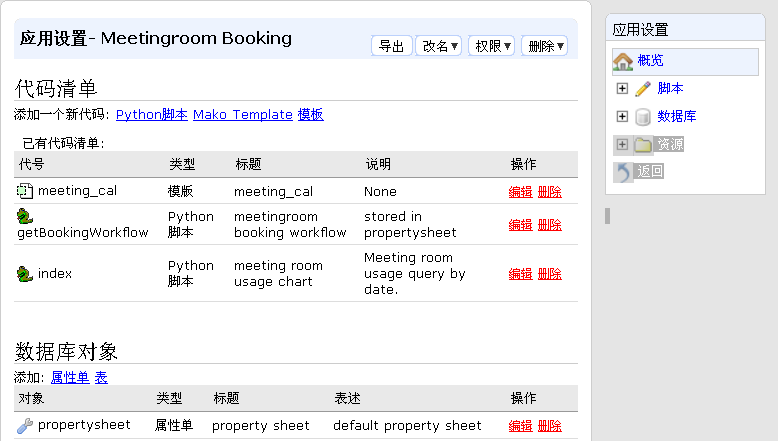 应用设置- Meetingroom Booking
导出 改名▼ 权限▼ 删除▼
代码清单
添加一个新代码: Python脚本 Mako Template 模板
已有代码清单:
代号 类型 标题 说明 操作
meeting_cal 模版 meeting_cal None 编辑 删除
getBookingWorkflow Python 脚本 meetingroom booking workflow stored in propertysheet 编辑 删除
index Python 脚本 meeting room usage chart Meeting room usage query by date. 编辑 删除
数据库对象
添加: 属性单 表
对象 类型 标题 表述 操作
propertysheet 属性单 property sheet default property sheet 编辑 删除
应用设置
概览
脚本
数据库
资源
返回